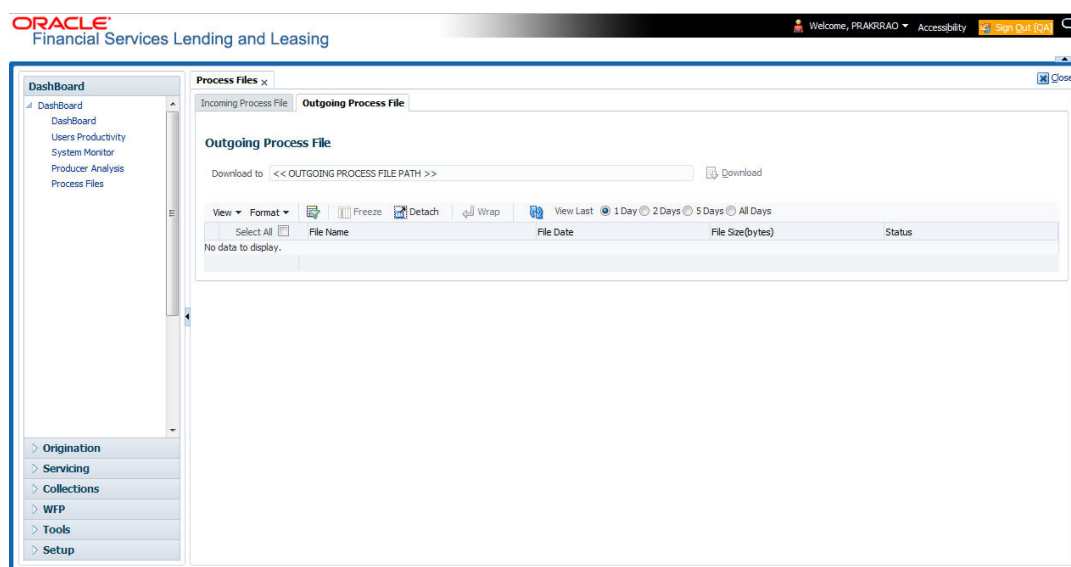 ORACLE
Financial Services Lending and Leasing
Welcome, PRAKRRAO Accessibility Sign Out [QA]
DashBoard
DashBoard
DashBoard
Users Productivity
System Monitor
Producer Analysis
Process Files
Origination
Servicing
Collections
WFP
Tools
Setup
Process Files x
Close
Incoming Process File Outgoing Process File
Outgoing Process File
Download to << OUTGOING PROCESS FILE PATH >> Download
View Format Freeze Detach Wrap View Last 1 Day 2 Days 5 Days All Days
Select All File Name File Date File Size(bytes) Status
No data to display.